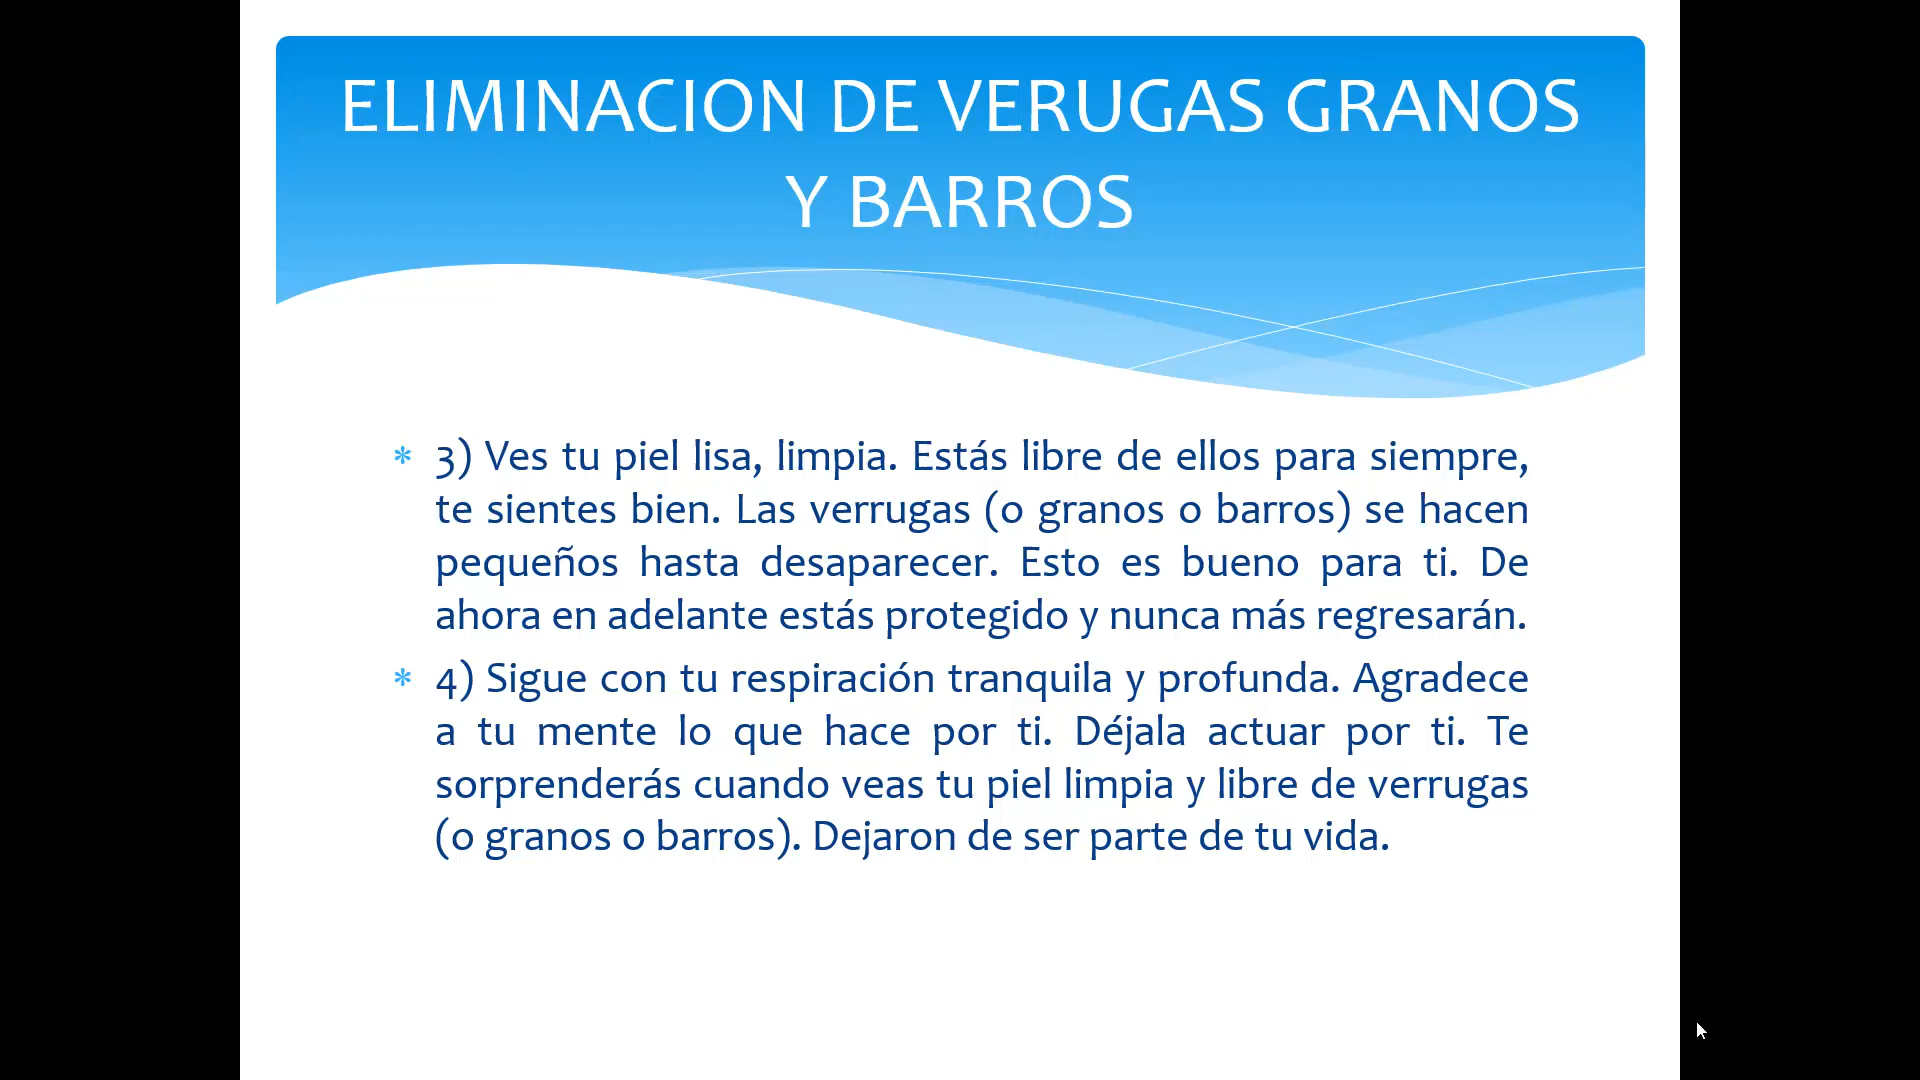 ELIMINACION DE VERUGAS GRANOS
Y BARROS
* 3) Ves tu piel lisa, limpia. Estás libre de ellos para siempre,
te sientes bien. Las verrugas (o granos o barros) se hacen
pequeños hasta desaparecer. Esto es bueno para ti. De
ahora en adelante estás protegido y nunca más regresarán.
* 4) Sigue con tu respiración tranquila y profunda. Agradece
a tu mente lo que hace por ti. Déjala actuar por ti. Te
sorprenderás cuando veas tu piel limpia y libre de verrugas
(o granos o barros). Dejaron de ser parte de tu vida.